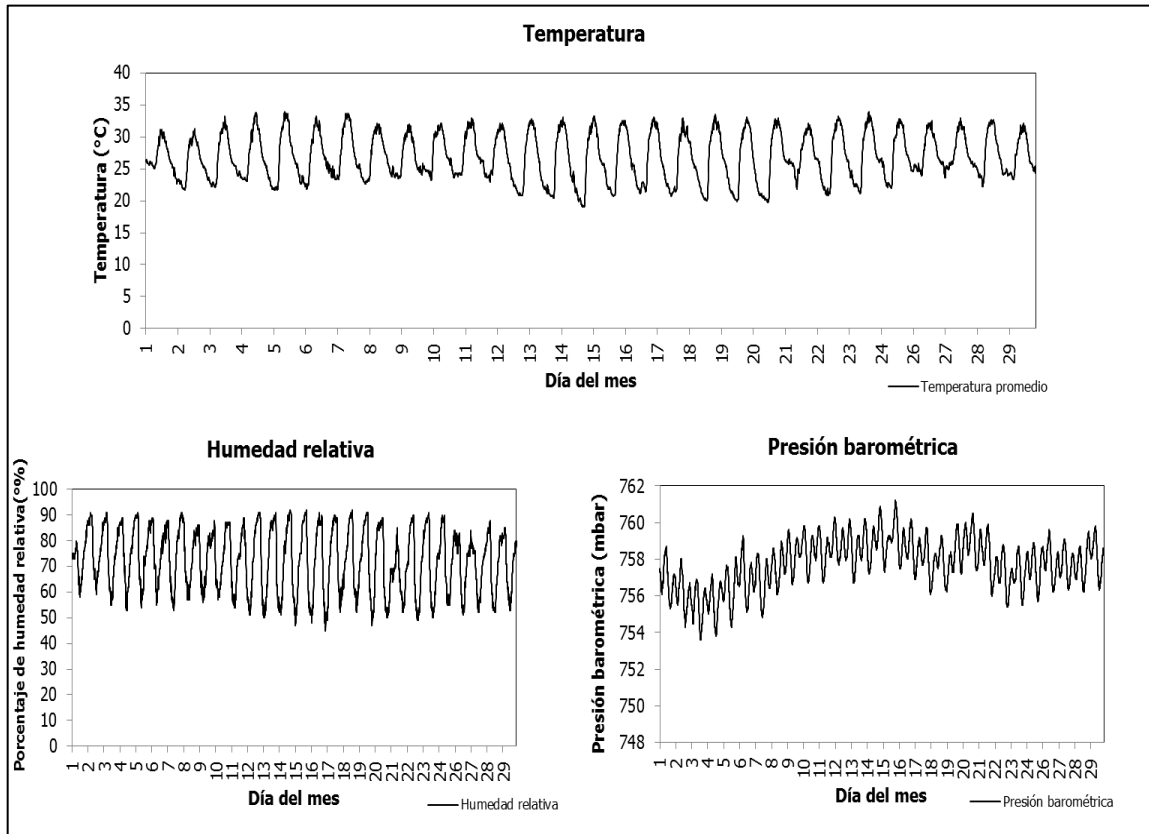 Temperatura
40
35
30
25
20
15
10
5
0
Temperatura (°C)
1 2 3 4 5 6 7 8 9 10 11 12 13 14 15 16 17 18 19 20 21 22 23 24 26 27 28 29
Día del mes
Temperatura promedio
Humedad relativa
100
90
80
70
60
50
40
30
20
10
0
Porcentaje de humedad relativa(°%)
1 2 3 4 5 6 7 8 9 10 11 12 13 14 15 16 17 18 19 20 21 22 23 24 26 27 28 29
Día del mes
Humedad relativa
Presión barométrica
762
760
758
756
754
752
750
748
Presión barométrica (mbar)
1 2 3 4 5 6 7 8 9 10 11 12 13 14 15 16 17 18 19 20 21 22 23 24 26 27 28 29
Día del mes
Presión barométrica